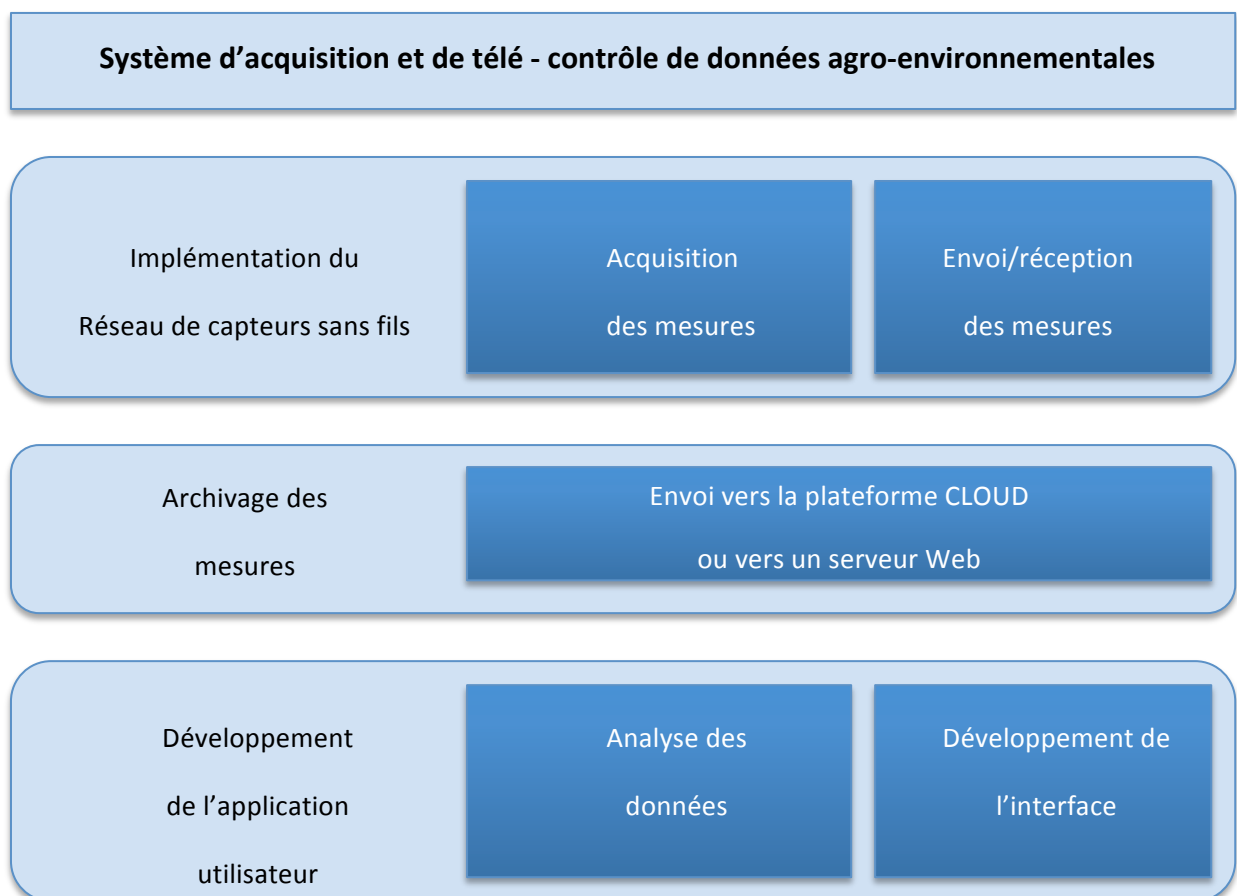 Système d’acquisition et de télé - contrôle de données agro-environnementales
Implémentation du
Réseau de capteurs sans fils
Acquisition
des mesures
Envoi/réception
des mesures
Archivage des
mesures
Envoi vers la plateforme CLOUD
ou vers un serveur Web
Développement
de l’application
utilisateur
Analyse des
données
Développement de
l’interface